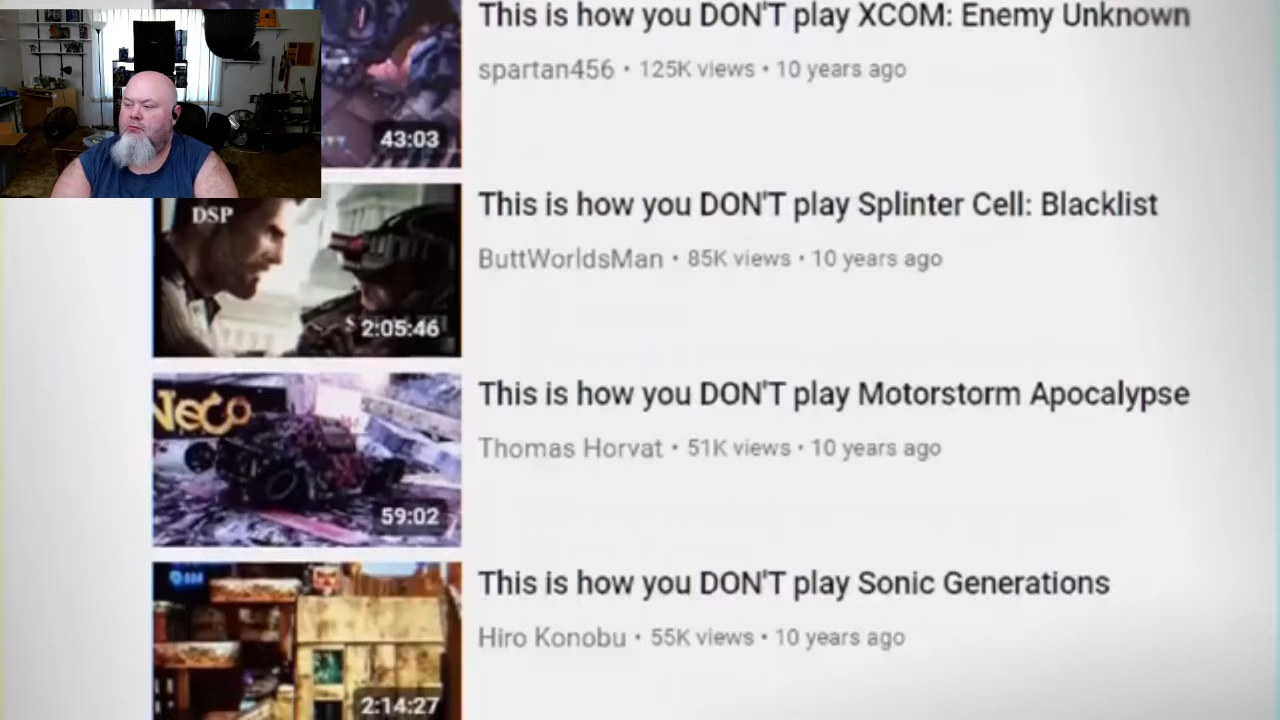 This is how you DON'T play XCOM: Enemy Unknown
spartan456 • 125K views • 10 years ago
43:03
DSP
This is how you DON'T play Splinter Cell: Blacklist
ButtWorldsMan • 85K views • 10 years ago
2:05:46
NeCo
This is how you DON'T play Motorstorm Apocalypse
Thomas Horvat • 51K views • 10 years ago
59:02
This is how you DON'T play Sonic Generations
Hiro Konobu • 55K views • 10 years ago
2:14:27